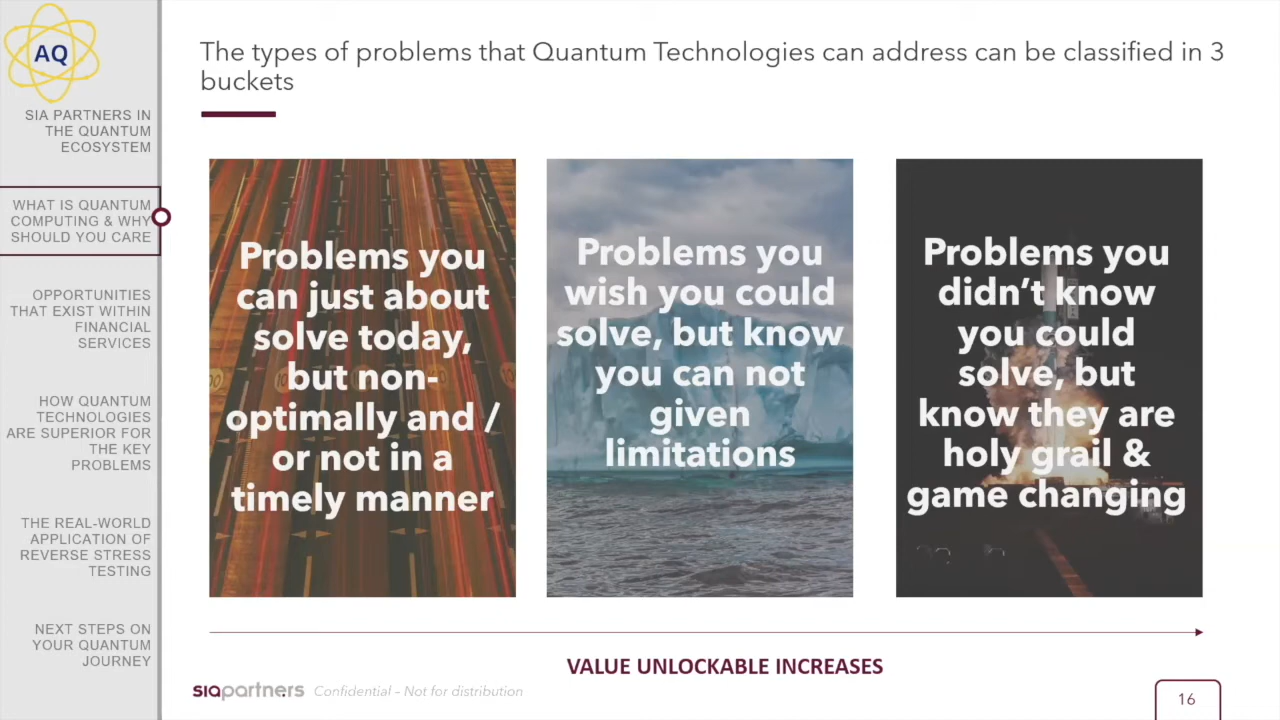 AQ
SIA PARTNERS IN
THE QUANTUM
ECOSYSTEM
WHAT IS QUANTUM
COMPUTING & WHY
SHOULD YOU CARE
OPPORTUNITIES
THAT EXIST WITHIN
FINANCIAL
SERVICES
HOW QUANTUM
TECHNOLOGIES
ARE SUPERIOR FOR
THE KEY
PROBLEMS
THE REAL-WORLD
APPLICATION OF
REVERSE STRESS
TESTING
NEXT STEPS ON
YOUR QUANTUM
JOURNEY
The types of problems that Quantum Technologies can address can be classified in 3
buckets
Problems you
can just about
solve today,
but non-
optimally and /
or not in a
timely manner
Problems you
wish you could
solve, but know
you can not
given
limitations
Problems you
didn't know
you could
solve, but
know they are
holy grail &
game changing
VALUE UNLOCKABLE INCREASES
siapartners Confidential – Not for distribution
16